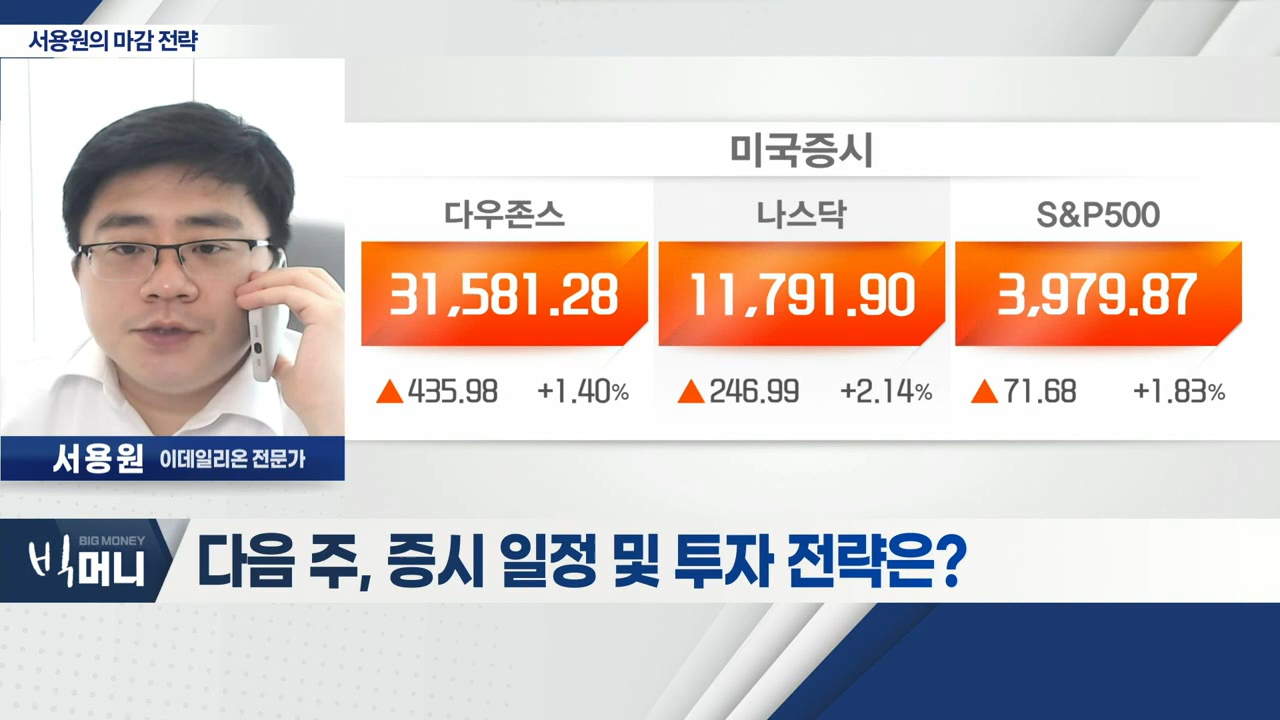 서용원의 마감 전략
미국증시
다우존스 나스닥 S&P500
31,581.28 11,791.90 3,979.87
▲435.98 +1.40% ▲246.99 +2.14% ▲71.68 +1.83%
서용원 이데일리온 전문가
BIG MONEY
빅머니
다음 주, 증시 일정 및 투자 전략은?